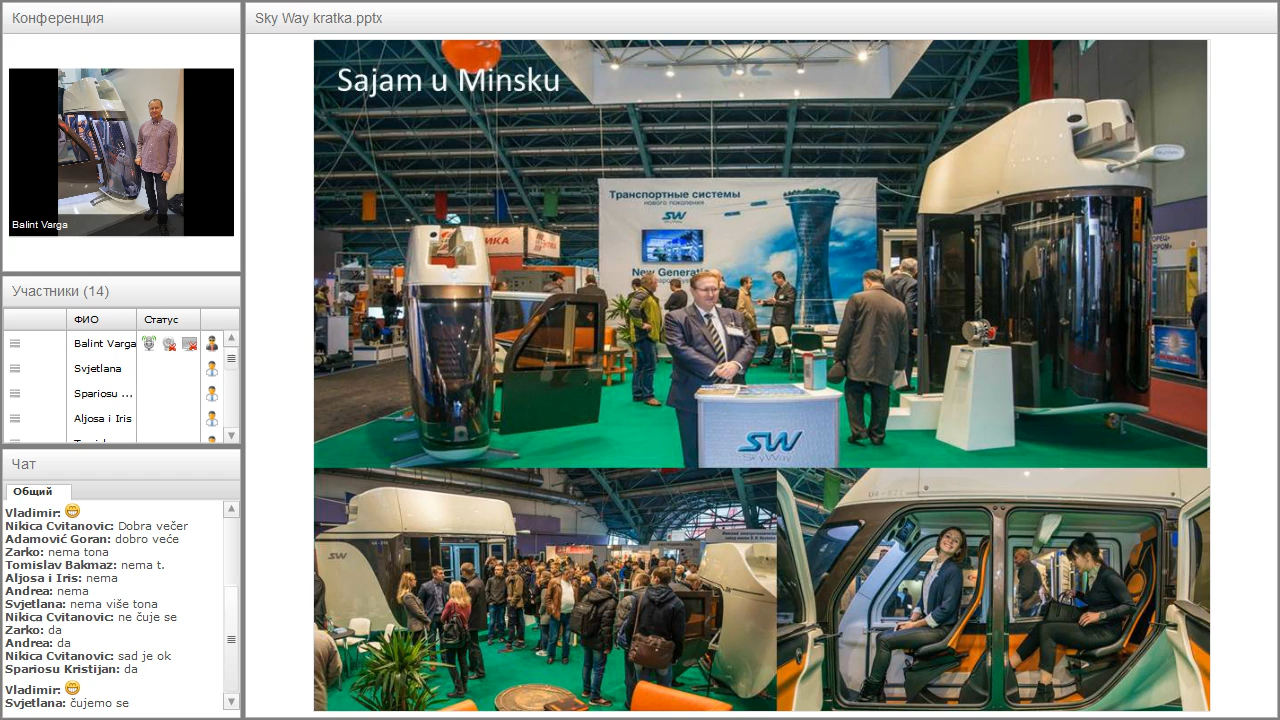 Конференция
Balint Varga
Участники (14)
ФИО
Статус
Balint Varga
Svjetlana
Spariosu ...
Aljosa i Iris
Чат
Общий
Vladimir:
Nikica Cvitanovic: Dobra večer
Adamović Goran: dobro veće
Zarko: nema tona
Tomislav Bakmaz: nema t.
Aljosa i Iris: nema
Andrea: nema
Svjetlana: nema više tona
Nikica Cvitanovic: ne čuje se
Zarko: da
Andrea: da
Nikica Cvitanovic: sad je ok
Spariosu Kristijan: da
Vladimir:
Svjetlana: čujemo se
Sky Way kratka.pptx
Sajam u Minsku
Транспортные системы
нового поколения
SW
New Generati
SW
SkyWay
SW